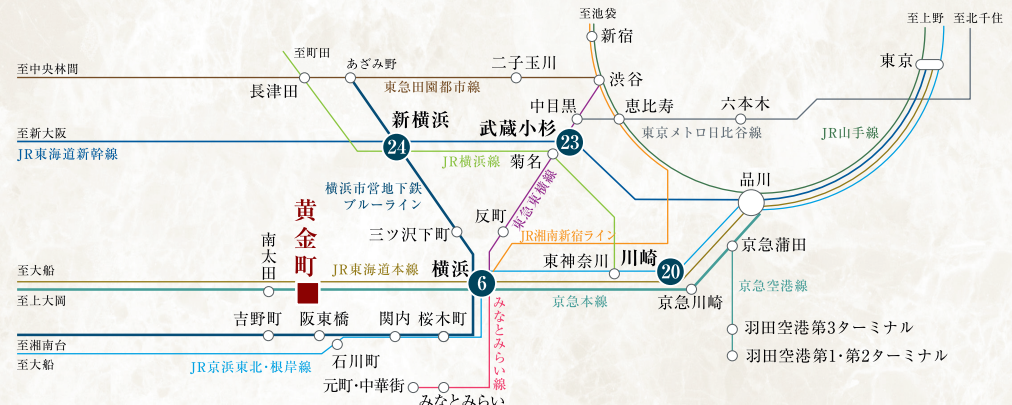 至池袋
至上野
至北千住
新宿
至町田
あざみ野
二子玉川
東京
至中央林間
渋谷
長津田
東急田園都市線
中目黒
恵比寿
六本木
新横浜
武蔵小杉
至新大阪
東京メトロ日比谷線
JR山手線
24
23
JR東海道新幹線
JR横浜線
菊名
品川
横浜市営地下鉄
ブルーライン
東急東横線
黄金町
反町
三ツ沢下町
JR湘南新宿ライン
京急蒲田
南太田
至大船
JR東海道本線
横浜
東神奈川
川崎
20
6
京急空港線
至上大岡
京急本線
京急川崎
吉野町
阪東橋
関内
桜木町
みなとみらい線
羽田空港第3ターミナル
至湘南台
至大船
JR京浜東北・根岸線
石川町
羽田空港第1・第2ターミナル
元町・中華街
みなとみらい